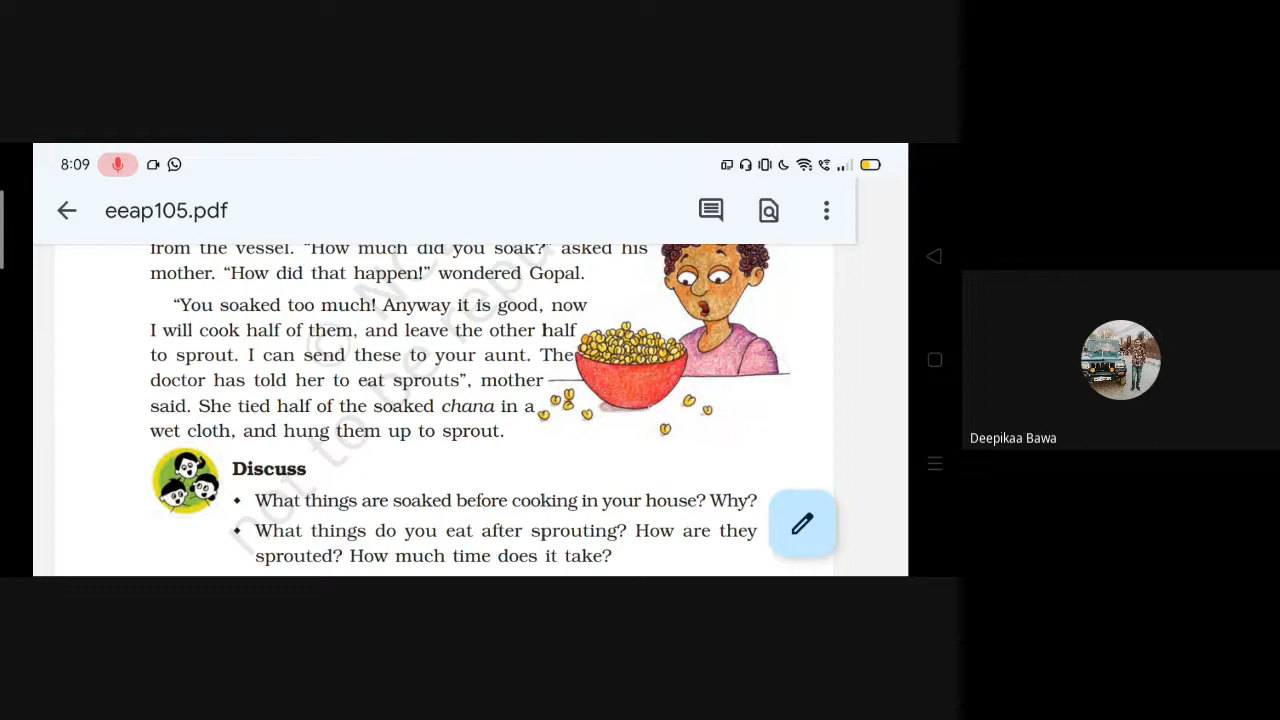 8:09
eeap105.pdf
from the vessel. “How much did you soak?” asked his
mother. “How did that happen!” wondered Gopal.
“You soaked too much! Anyway it is good, now
I will cook half of them, and leave the other half
to sprout. I can send these to your aunt. The
doctor has told her to eat sprouts”, mother
said. She tied half of the soaked chana in a
wet cloth, and hung them up to sprout.
Discuss
• What things are soaked before cooking in your house? Why?
• What things do you eat after sprouting? How are they
sprouted? How much time does it take?
© NC
not to be repu
Deepikaa Bawa